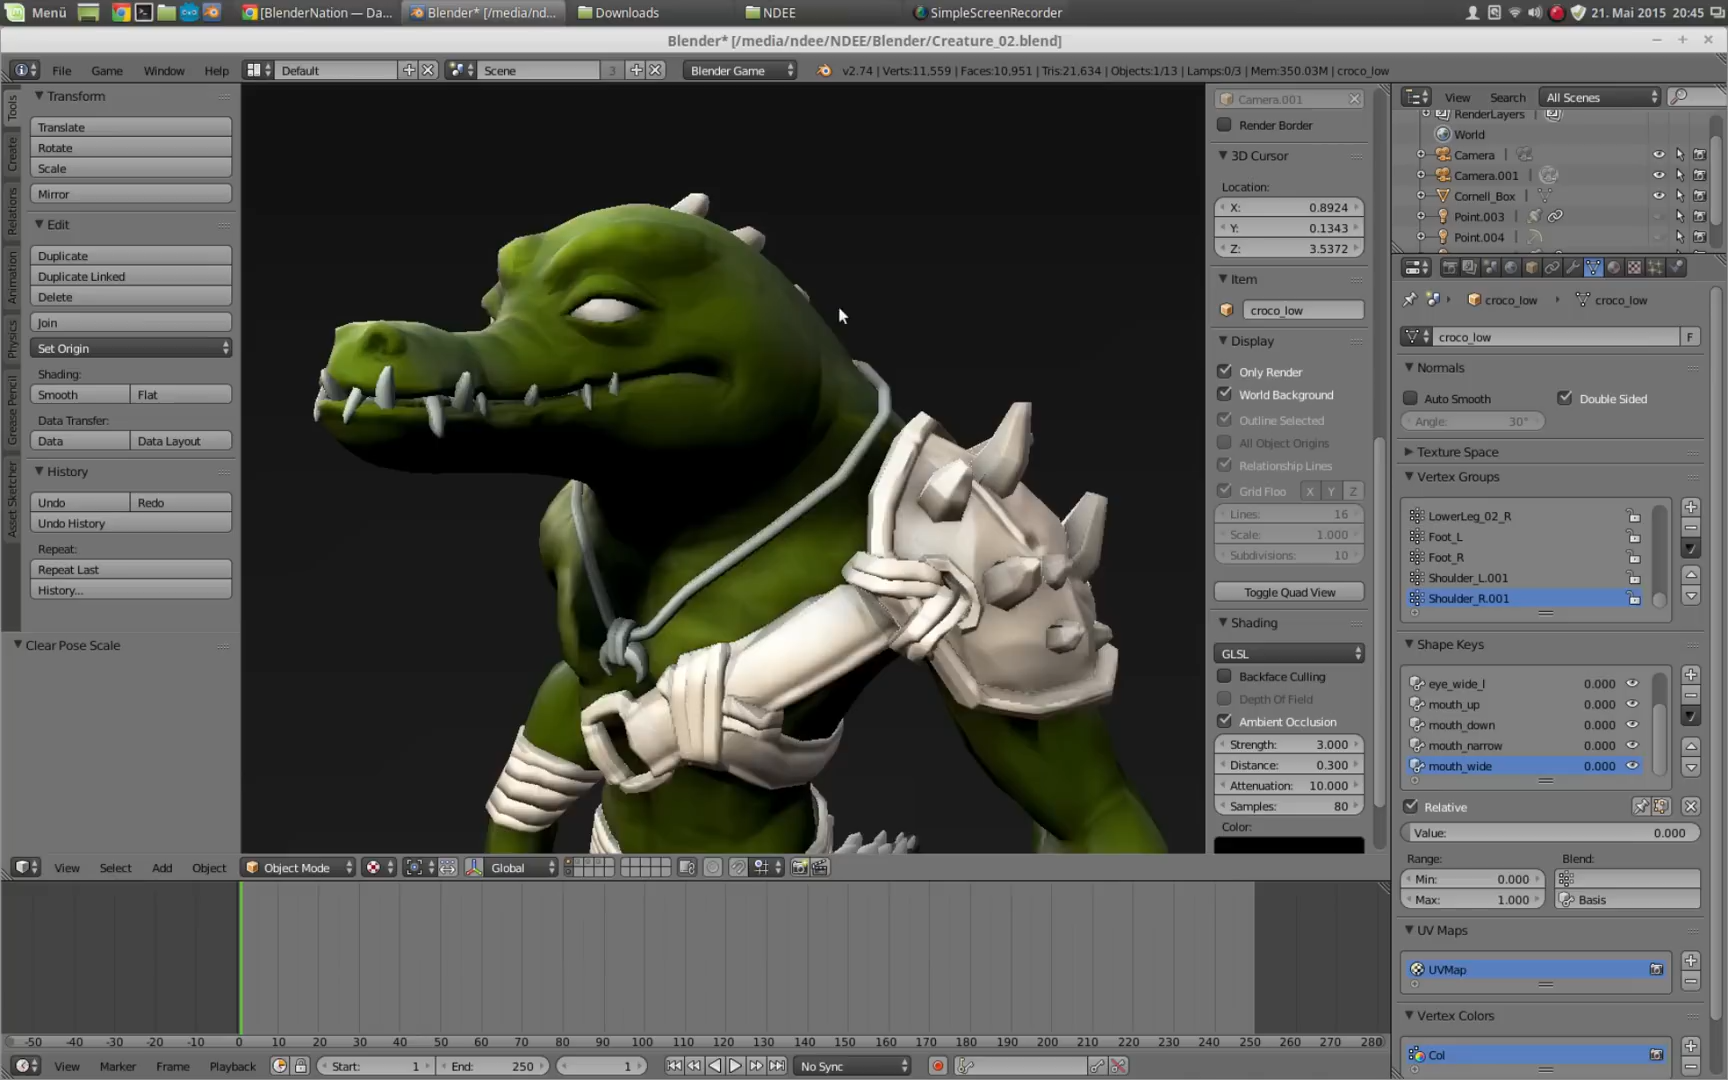 Menü
[BlenderNation — Da...
Blender* [/media/nd...
Downloads
NDEE
SimpleScreenRecorder
21. Mai 2015 20:45
Blender* [/media/ndee/NDEE/Blender/Creature_02.blend]
File Game Window Help
Default
Scene
3
Blender Game
v2.74 | Verts:11,559 | Faces:10,951 | Tris:21,634 | Objects:1/13 | Lamps:0/3 | Mem:350.03M | croco_low
Tools
Create
Relations
Animation
Physics
Grease Pencil
Asset Sketcher
Transform
Translate
Rotate
Scale
Mirror
Edit
Duplicate
Duplicate Linked
Delete
Join
Set Origin
Shading:
Smooth Flat
Data Transfer:
Data Data Layout
History
Undo Redo
Undo History
Repeat:
Repeat Last
History...
Clear Pose Scale
Camera.001
Render Border
3D Cursor
Location:
X: 0.8924
Y: 0.1343
Z: 3.5372
Item
croco_low
Display
Only Render
World Background
Outline Selected
All Object Origins
Relationship Lines
Grid Floo X Y Z
Lines: 16
Scale: 1.000
Subdivisions: 10
Toggle Quad View
Shading
GLSL
Backface Culling
Depth Of Field
Ambient Occlusion
Strength: 3.000
Distance: 0.300
Attenuation: 10.000
Samples: 80
Color:
View Search All Scenes
RenderLayers
World
Camera
Camera.001
Cornell_Box
Point.003
Point.004
croco_low croco_low
croco_low F
Normals
Auto Smooth Double Sided
Angle: 30°
Texture Space
Vertex Groups
LowerLeg_02_R
Foot_L
Foot_R
Shoulder_L.001
Shoulder_R.001
Shape Keys
eye_wide_l 0.000
mouth_up 0.000
mouth_down 0.000
mouth_narrow 0.000
mouth_wide 0.000
Relative
Value: 0.000
Range: Blend:
Min: 0.000
Max: 1.000 Basis
UV Maps
UVMap
Vertex Colors
Col
View Select Add Object Object Mode Global
-50 -40 -30 -20 -10 0 10 20 30 40 50 60 70 80 90 100 110 120 130 140 150 160 170 180 190 200 210 220 230 240 250 260 270 280
View Marker Frame Playback Start: 1 End: 250 1 No Sync